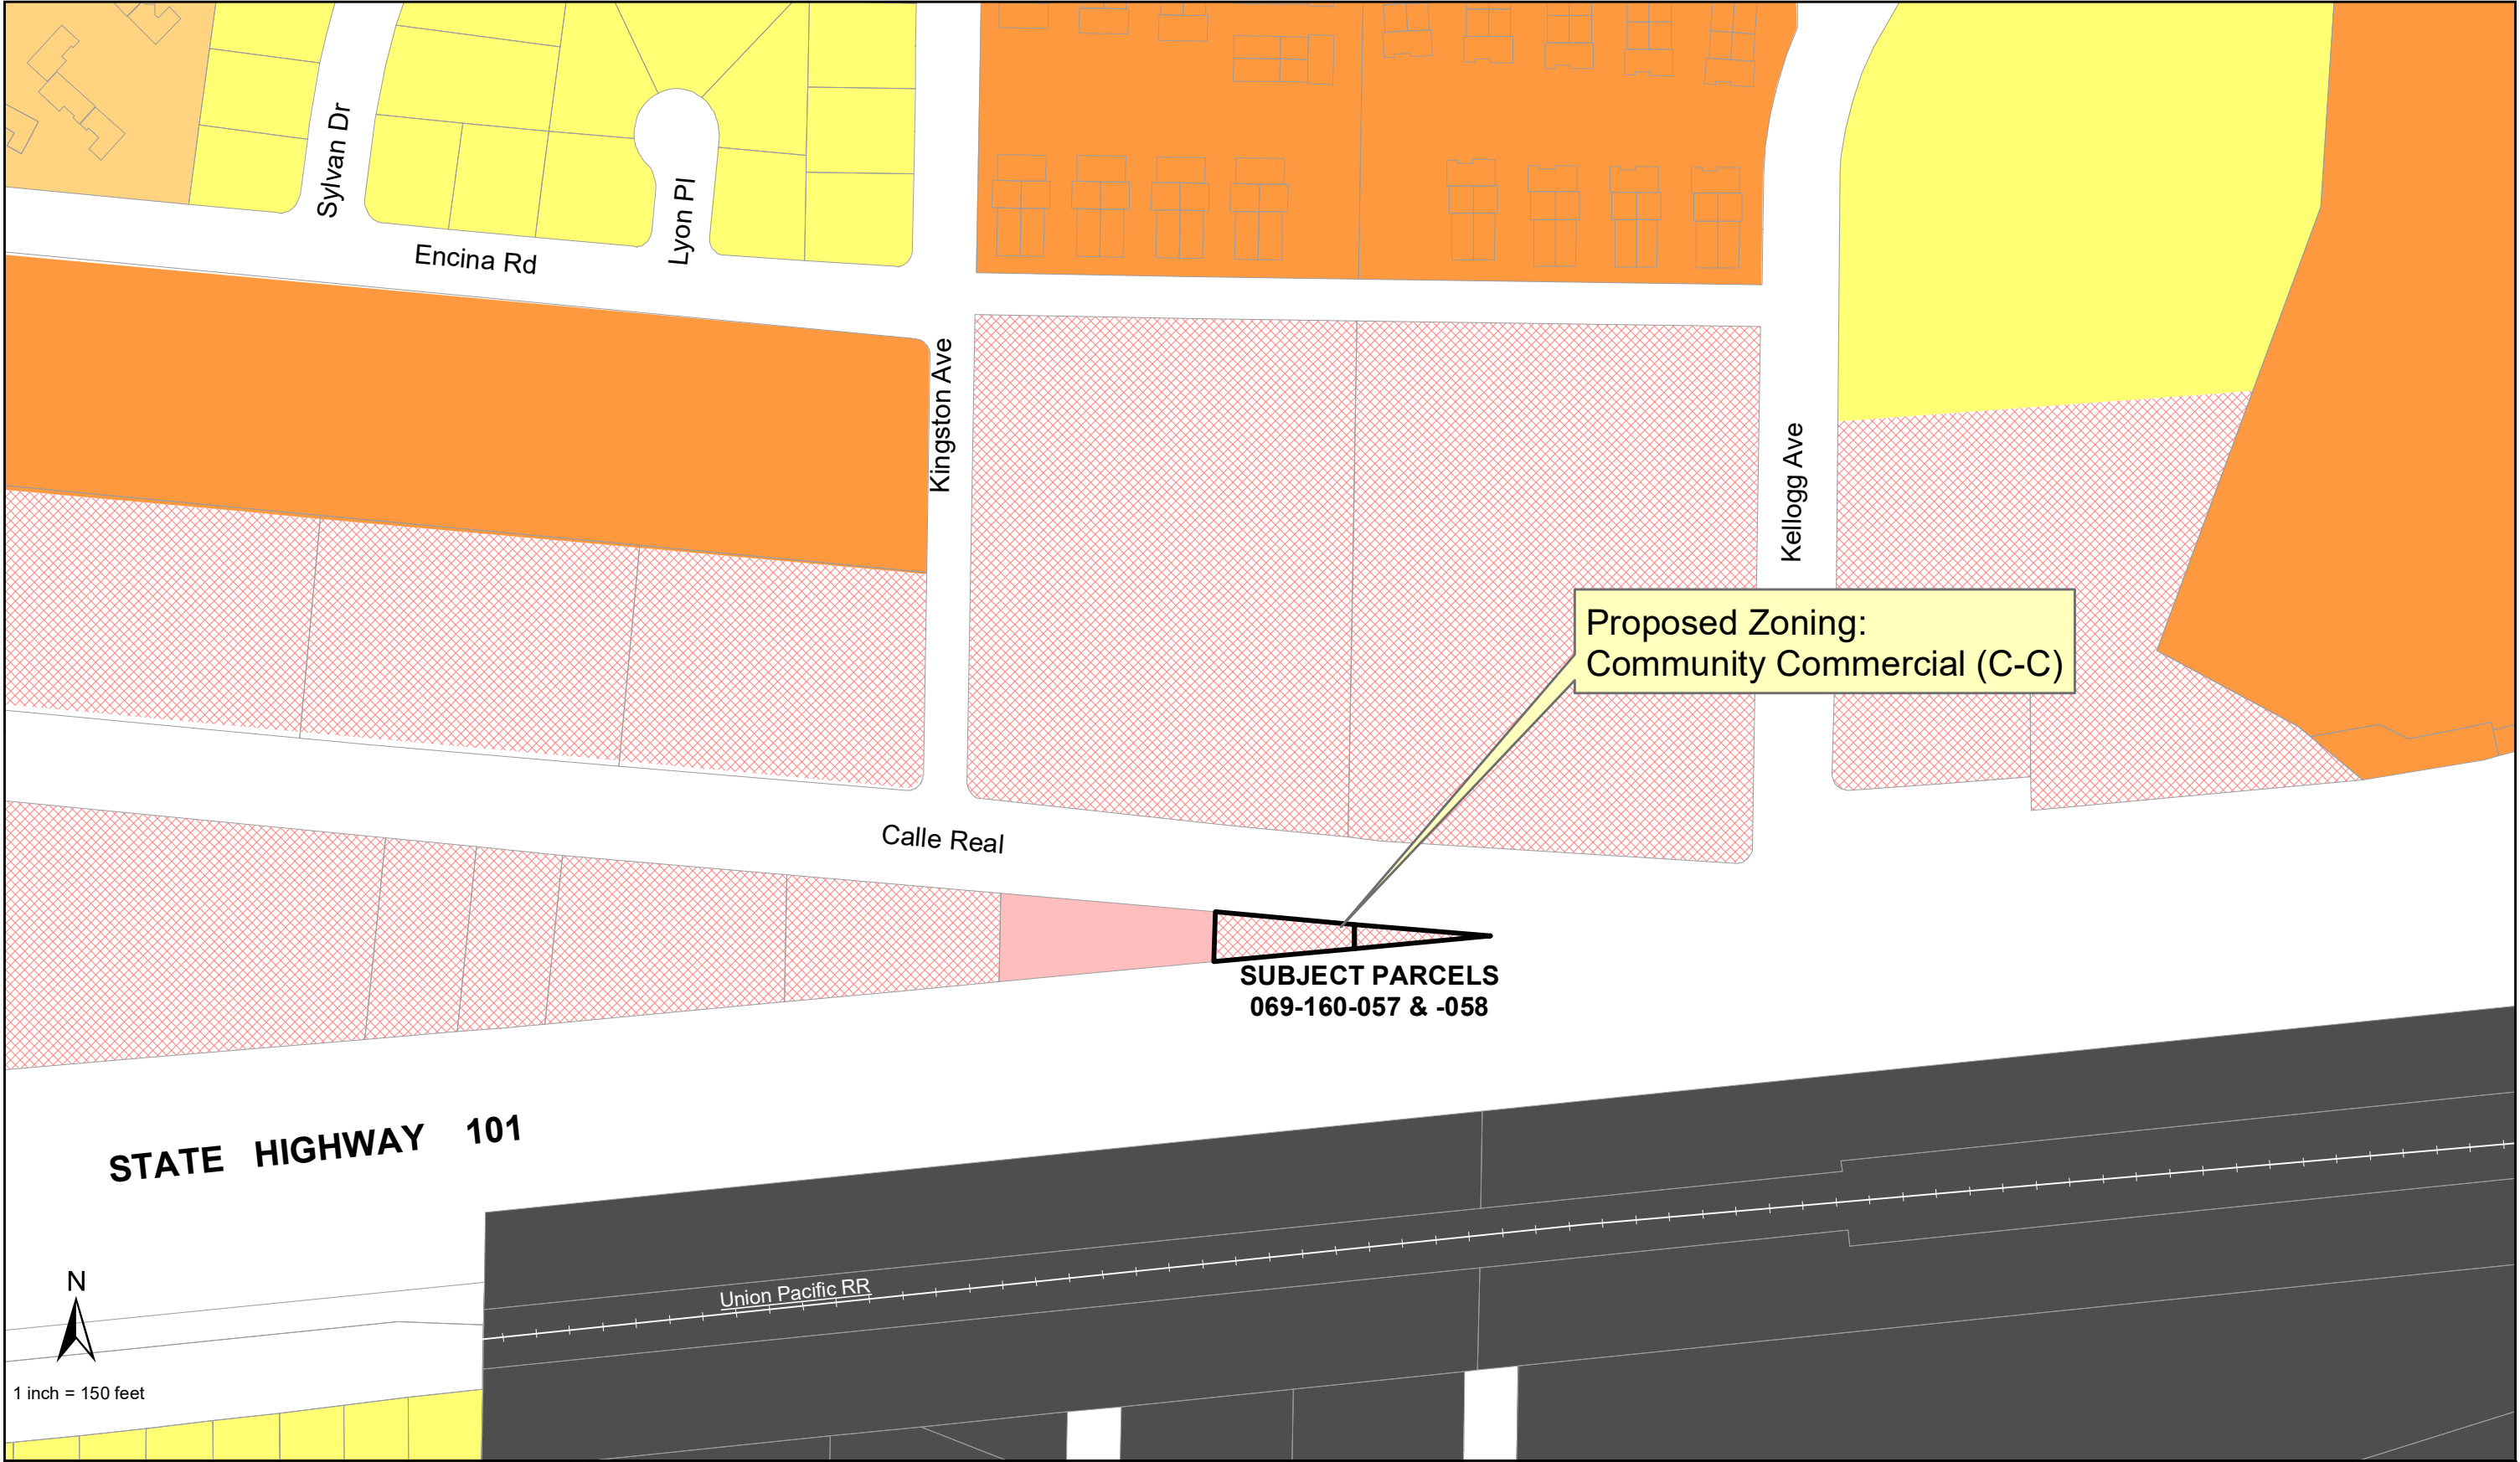 Sylvan Dr
Lyon Pl
Encina Rd
Kingston Ave
Kellogg Ave
Proposed Zoning:
Community Commercial (C-C)
Calle Real
SUBJECT PARCELS
069-160-057 & -058
STATE HIGHWAY 101
Union Pacific RR
N
1 inch = 150 feet